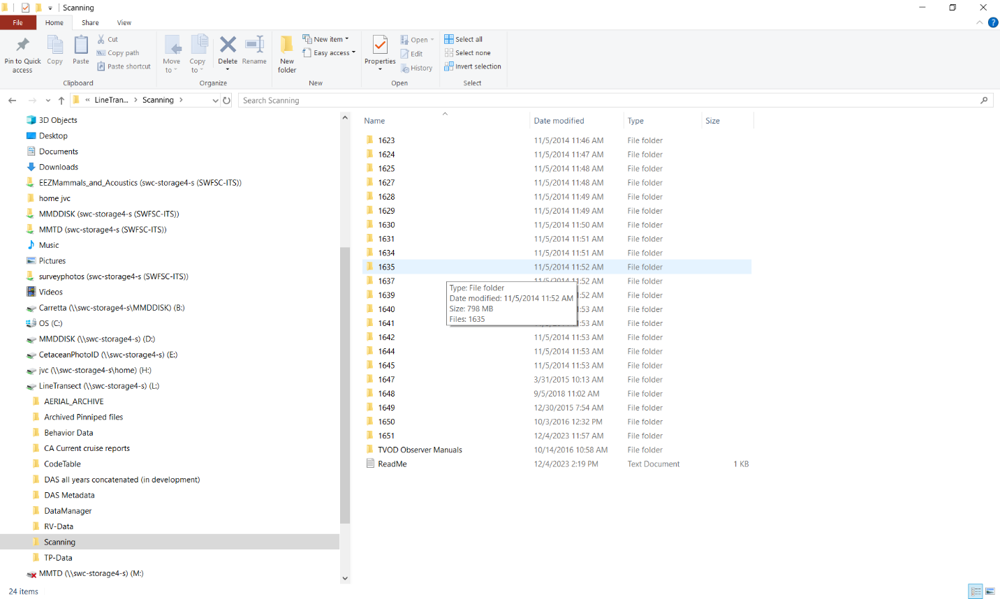 Scanning
File Home Share View
Pin to Quick access
Copy
Paste
Cut
Copy path
Paste shortcut
Clipboard
Move to
Copy to
Delete
Rename
Organize
New folder
New item
Easy access
New
Properties
Open
Edit
History
Open
Select all
Select none
Invert selection
Select
« LineTran... > Scanning >
Search Scanning
3D Objects
Desktop
Documents
Downloads
EEZMammals_and_Acoustics (swc-storage4-s (SWFSC-ITS))
home jvc
MMDDISK (swc-storage4-s (SWFSC-ITS))
MMTD (swc-storage4-s (SWFSC-ITS))
Music
Pictures
surveyphotos (swc-storage4-s (SWFSC-ITS))
Videos
Carretta (\\swc-storage4-s\MMDDISK) (B:)
OS (C:)
MMDDISK (\\swc-storage4-s) (D:)
CetaceanPhotoID (\\swc-storage4-s) (E:)
jvc (\\swc-storage4-s\home) (H:)
LineTransect (\\swc-storage4-s) (L:)
AERIAL_ARCHIVE
Archived Pinniped files
Behavior Data
CA Current cruise reports
CodeTable
DAS all years concatenated (in development)
DAS Metadata
DataManager
RV-Data
Scanning
TP-Data
MMTD (\\swc-storage4-s) (M:)
Name Date modified Type Size
1623 11/5/2014 11:46 AM File folder
1624 11/5/2014 11:47 AM File folder
1625 11/5/2014 11:48 AM File folder
1627 11/5/2014 11:48 AM File folder
1628 11/5/2014 11:49 AM File folder
1629 11/5/2014 11:49 AM File folder
1630 11/5/2014 11:50 AM File folder
1631 11/5/2014 11:51 AM File folder
1634 11/5/2014 11:51 AM File folder
1635 11/5/2014 11:52 AM File folder
1637 11/5/2014 11:52 AM File folder
1639 :52 AM File folder
1640 :53 AM File folder
1641 :53 AM File folder
1642 11/5/2014 11:53 AM File folder
1644 11/5/2014 11:53 AM File folder
1645 11/5/2014 11:53 AM File folder
1647 3/31/2015 10:13 AM File folder
1648 9/5/2018 11:02 AM File folder
1649 12/30/2015 7:54 AM File folder
1650 10/3/2016 12:32 PM File folder
1651 12/4/2023 11:57 AM File folder
TVOD Observer Manuals 10/14/2016 10:58 AM File folder
ReadMe 12/4/2023 2:19 PM Text Document 1 KB
Type: File folder
Date modified: 11/5/2014 11:52 AM
Size: 798 MB
Files: 1635
24 items